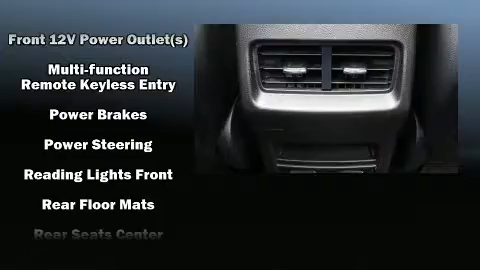 Front 12V Power Outlet(s)
Multi-function
Remote Keyless Entry
Power Brakes
Power Steering
Reading Lights Front
Rear Floor Mats
Rear Seats Center